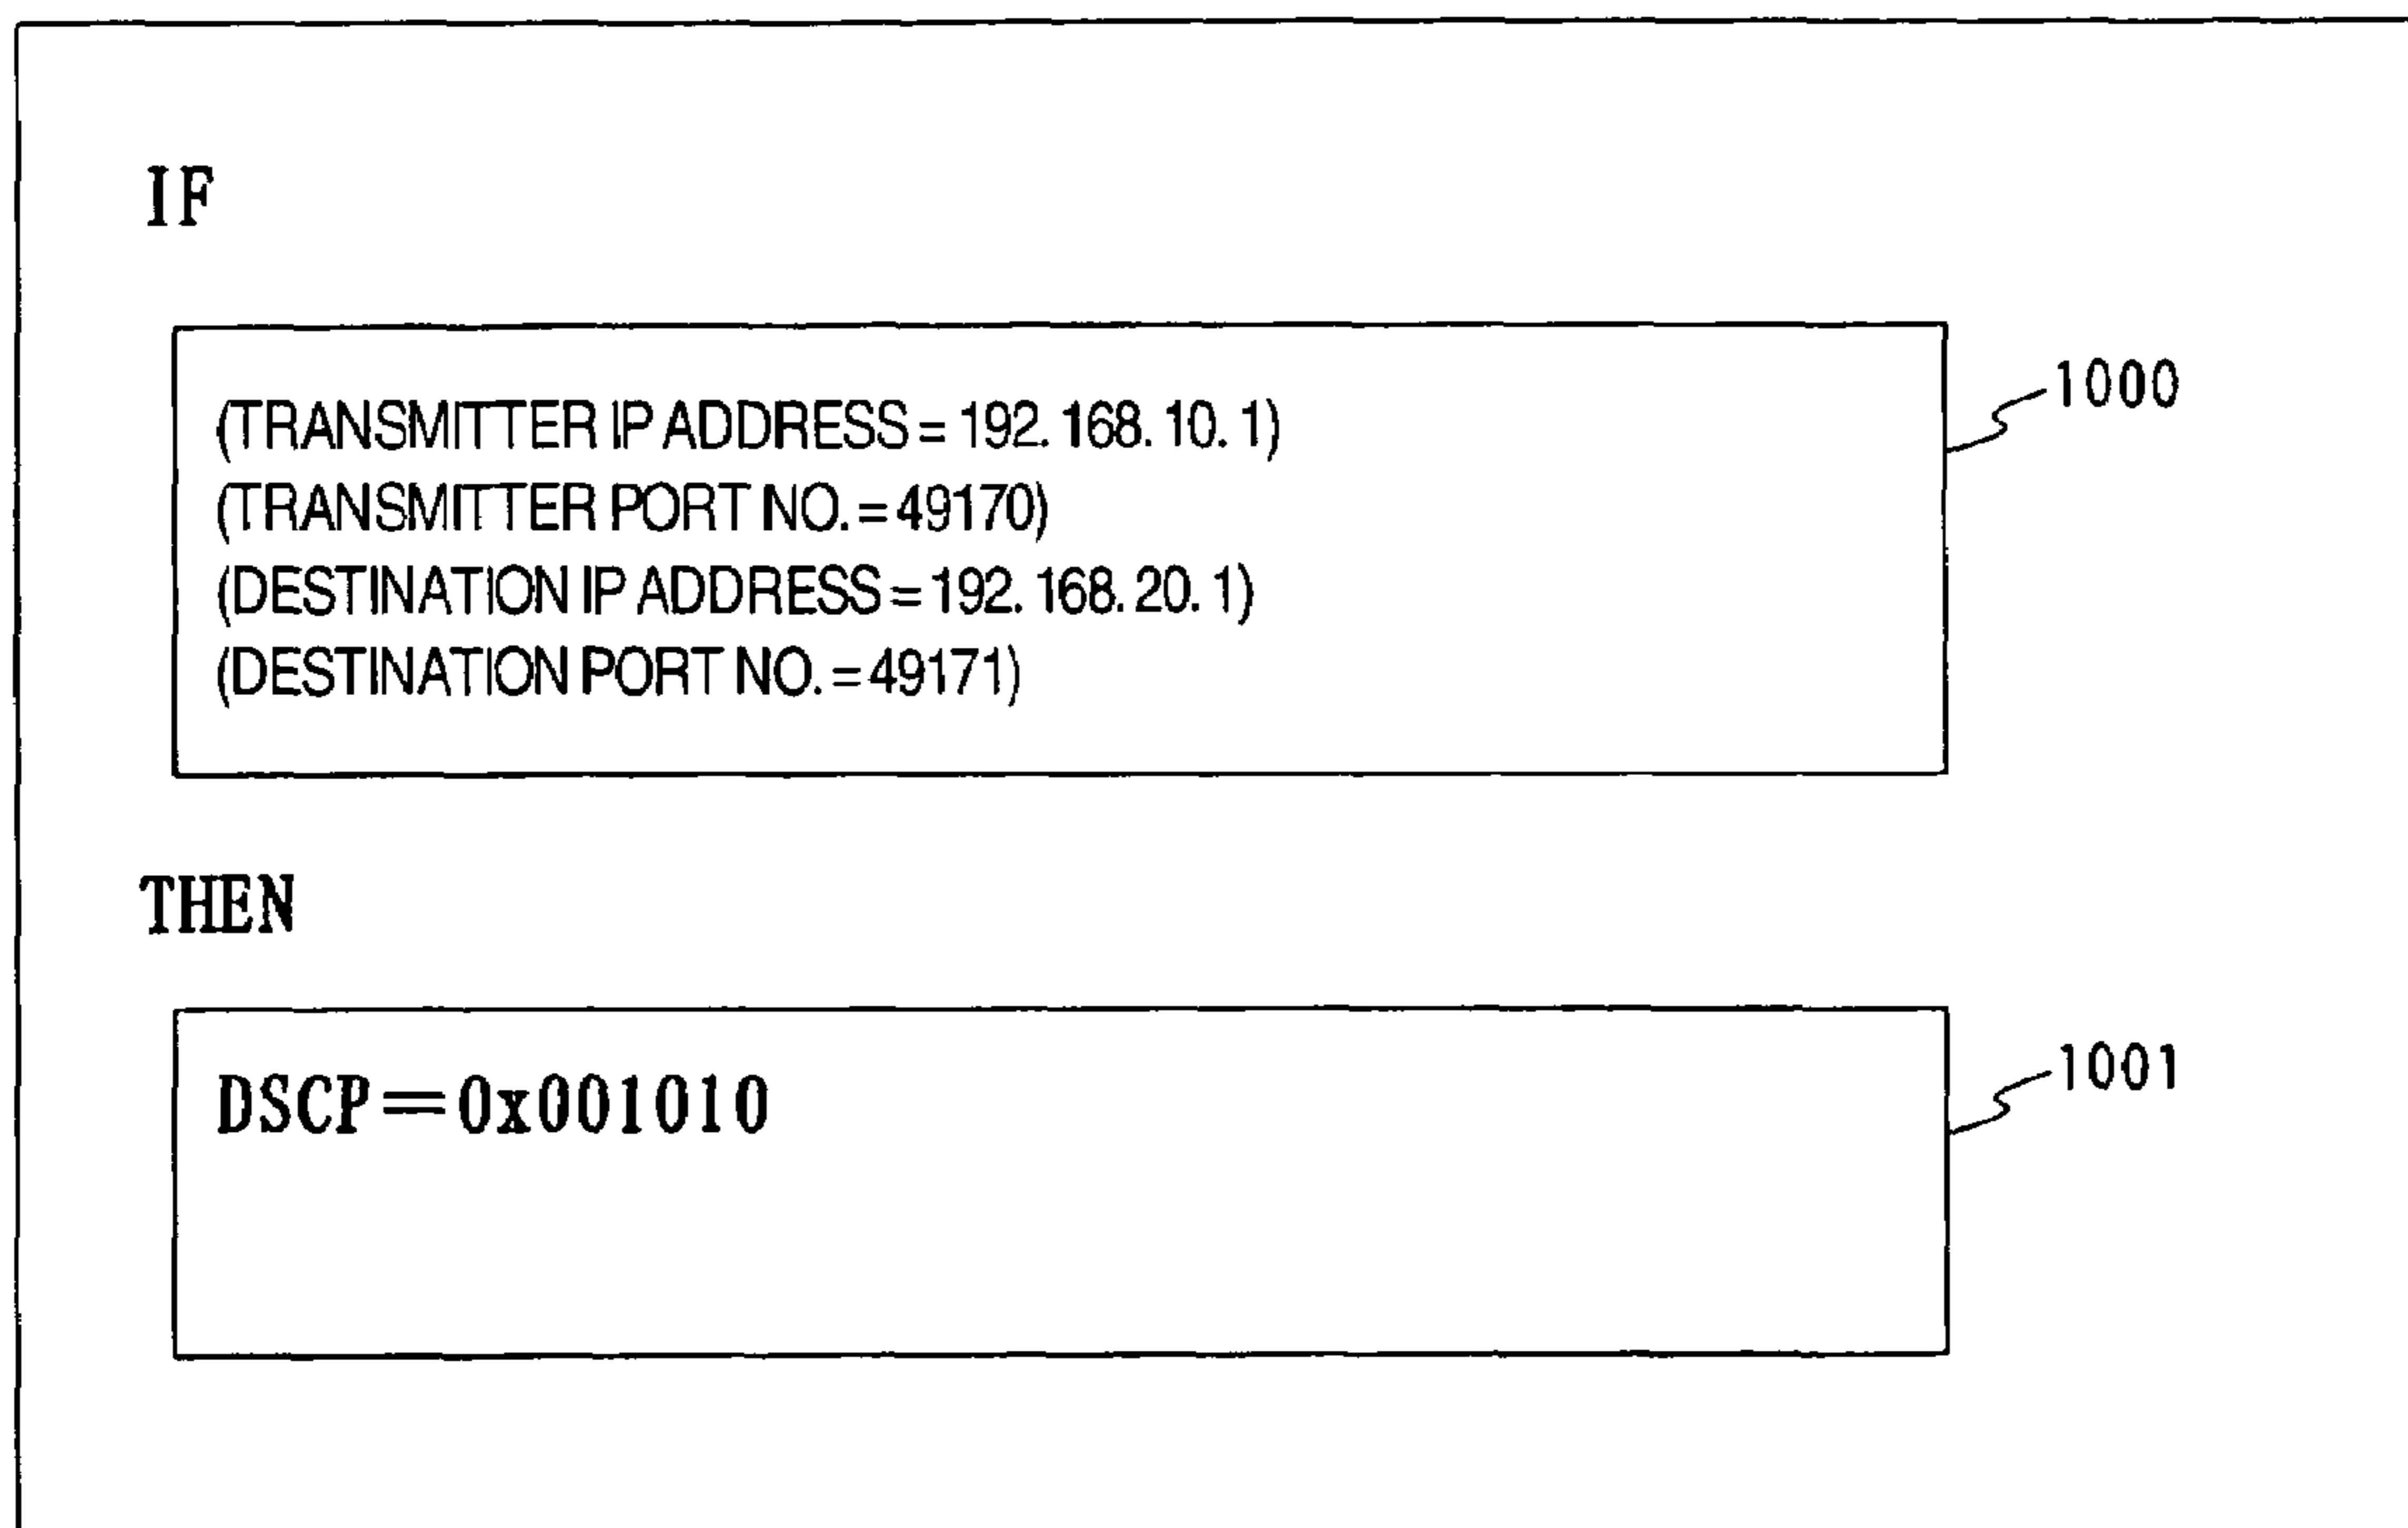 IF
(TRANSMITTER IP ADDRESS = 192.168.10.1)
1000
(TRANSMITTER PORT NO. = 49170)
(DESTINATION IP ADDRESS = 192.168.20.1)
(DESTINATION PORT NO. = 49171)
THEN
DSCP=0x001010
1001